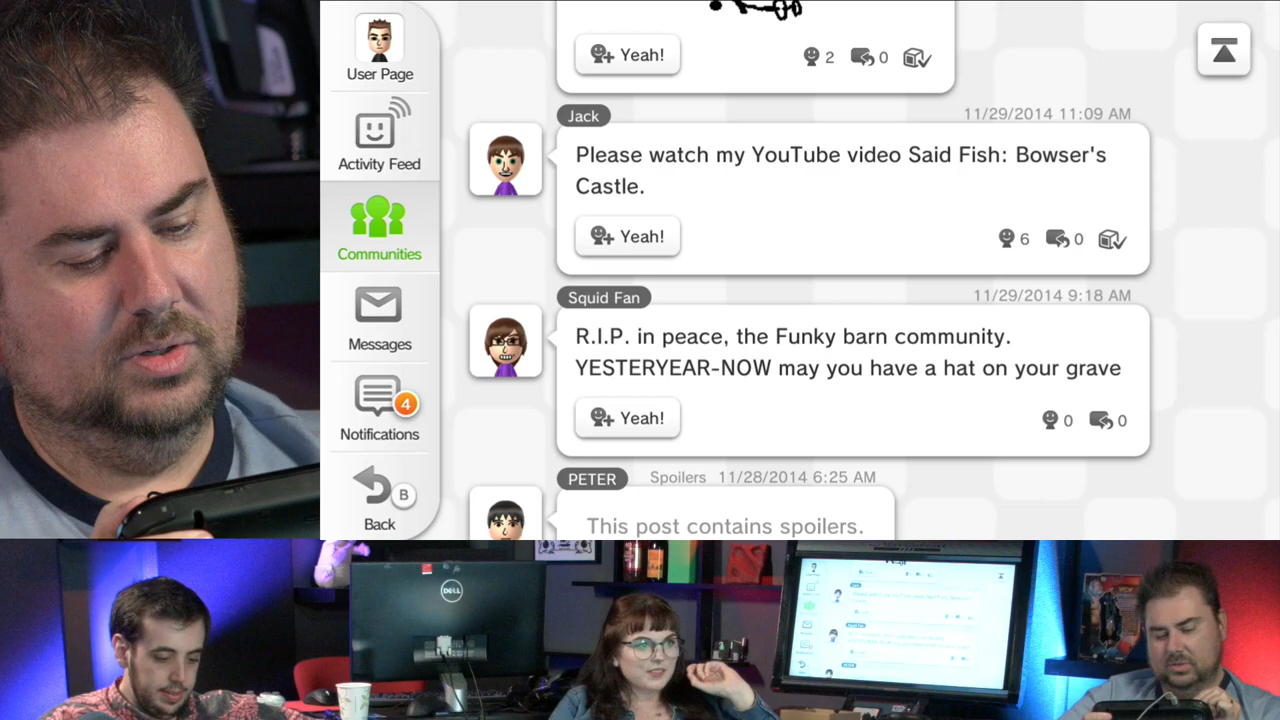 User Page
Activity Feed
Communities
Messages
4
Notifications
B
Back
Yeah!
2
0
Jack
11/29/2014 11:09 AM
Please watch my YouTube video Said Fish: Bowser's
Castle.
Yeah!
6
0
Squid Fan
11/29/2014 9:18 AM
R.I.P. in peace, the Funky barn community.
YESTERYEAR-NOW may you have a hat on your grave
Yeah!
0
0
PETER
Spoilers 11/28/2014 6:25 AM
This post contains spoilers.
DELL